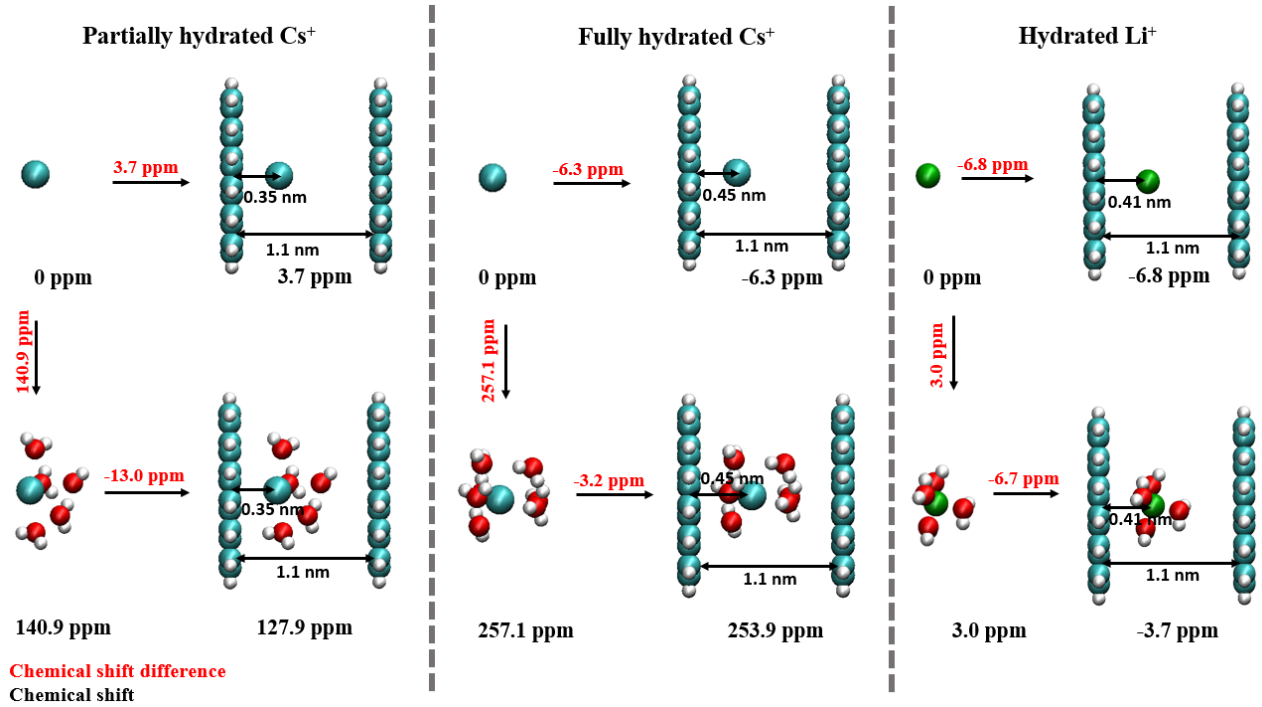 Partially hydrated Cs⁺
3.7 ppm
0.35 nm
1.1 nm
0 ppm
3.7 ppm
140.9 ppm
-13.0 ppm
0.35 nm
1.1 nm
140.9 ppm
127.9 ppm
Fully hydrated Cs⁺
-6.3 ppm
0.45 nm
1.1 nm
0 ppm
-6.3 ppm
257.1 ppm
-3.2 ppm
0.45 nm
1.1 nm
257.1 ppm
253.9 ppm
Hydrated Li⁺
-6.8 ppm
0.41 nm
1.1 nm
0 ppm
-6.8 ppm
3.0 ppm
-6.7 ppm
0.41 nm
1.1 nm
3.0 ppm
-3.7 ppm
Chemical shift difference
Chemical shift